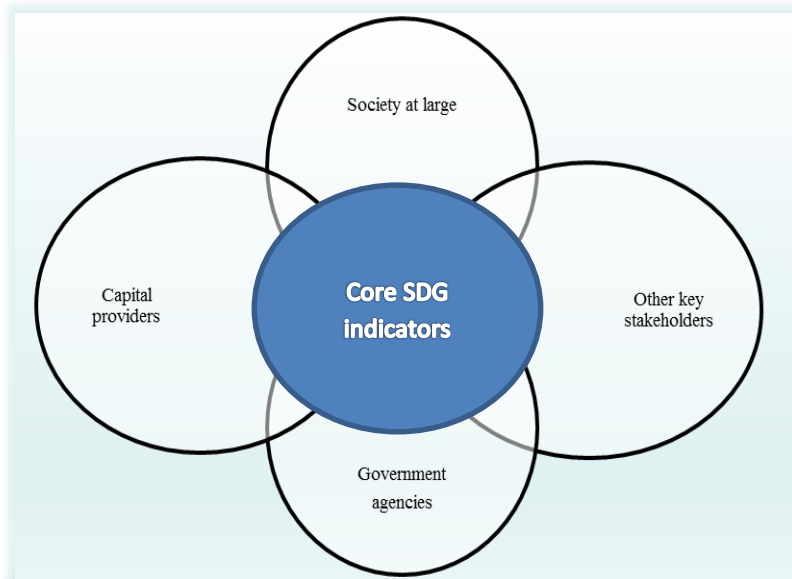 Society at large
Capital
providers
Core SDG
indicators
Other key
stakeholders
Government
agencies